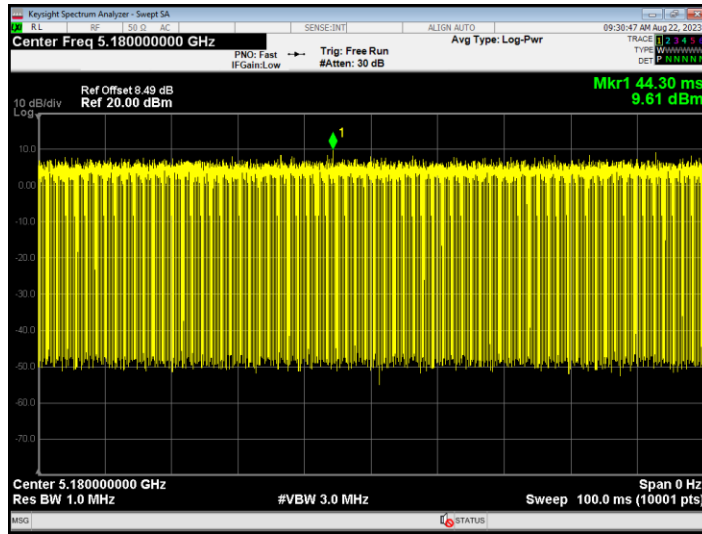 Keysight Spectrum Analyzer - Swept SA
RL RF 50 Ω AC SENSE:INT ALIGN AUTO 09:30:47 AM Aug 22, 2023
Center Freq 5.180000000 GHz
PNO: Fast
IFGain:Low
Trig: Free Run
#Atten: 30 dB
Avg Type: Log-Pwr
TRACE 1 2 3 4 5
TYPE W
DET P N N N N N
Mkr1 44.30 ms
9.61 dBm
Ref Offset 8.49 dB
10 dB/div Ref 20.00 dBm
Log
1
10.0
0.00
-10.0
-20.0
-30.0
-40.0
-50.0
-60.0
-70.0
Center 5.180000000 GHz Span 0 Hz
Res BW 1.0 MHz #VBW 3.0 MHz Sweep 100.0 ms (10001 pts)
MSG STATUS